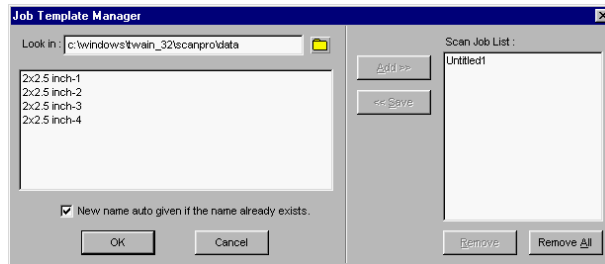 Job Template Manager
Look in : c:\windows\twain_32\scanpro\data
2x2.5 inch-1
2x2.5 inch-2
2x2.5 inch-3
2x2.5 inch-4
New name auto given if the name already exists.
OK
Cancel
Add >>
<< Save
Scan Job List :
Untitled1
Remove
Remove All